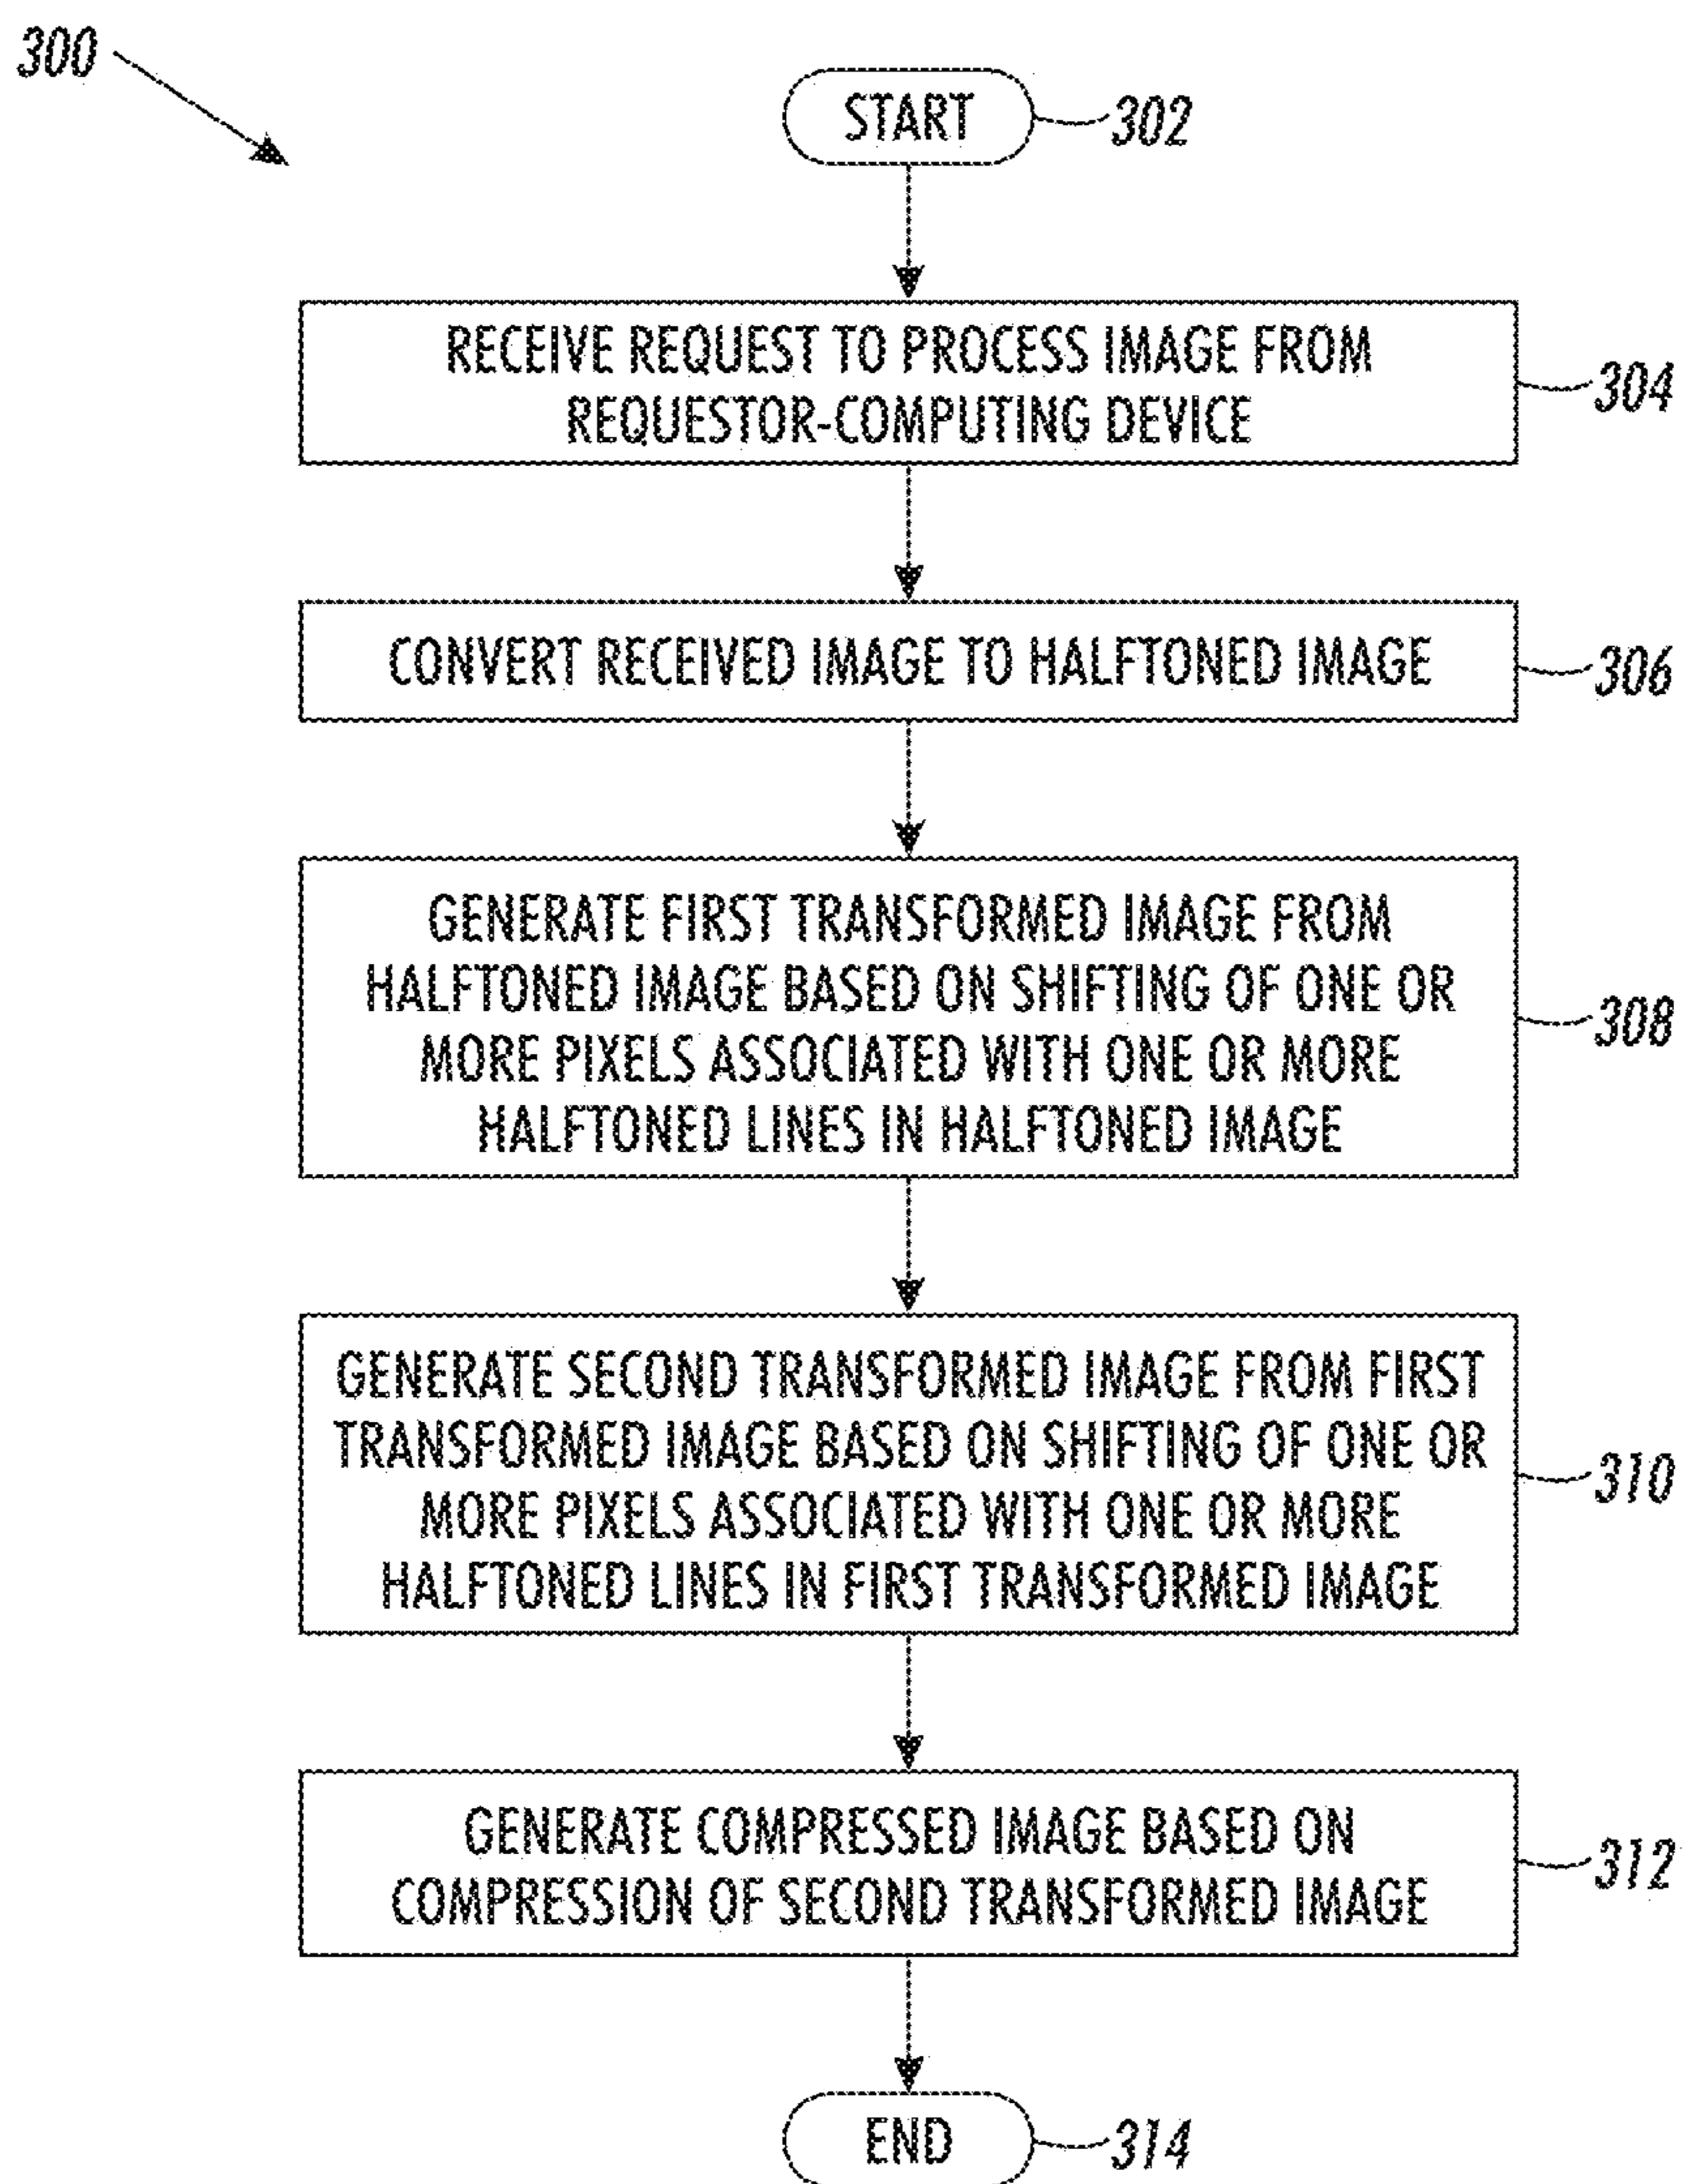 300
START
302
RECEIVE REQUEST TO PROCESS IMAGE FROM
REQUESTOR-COMPUTING DEVICE
304
CONVERT RECEIVED IMAGE TO HALFTONED IMAGE
306
GENERATE FIRST TRANSFORMED IMAGE FROM
HALFTONED IMAGE BASED ON SHIFTING OF ONE OR
MORE PIXELS ASSOCIATED WITH ONE OR MORE
HALFTONED LINES IN HALFTONED IMAGE
308
GENERATE SECOND TRANSFORMED IMAGE FROM FIRST
TRANSFORMED IMAGE BASED ON SHIFTING OF ONE OR
MORE PIXELS ASSOCIATED WITH ONE OR MORE
HALFTONED LINES IN FIRST TRANSFORMED IMAGE
310
GENERATE COMPRESSED IMAGE BASED ON
COMPRESSION OF SECOND TRANSFORMED IMAGE
312
END
314